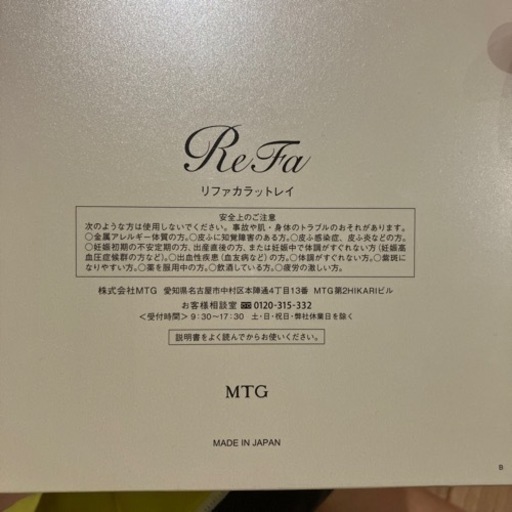 ReFa
リファカラットレイ
安全上のご注意
次のような方は使用しないでください。事故や肌・身体のトラブルのおそれがあります。
○金属アレルギー体質の方。○皮ふに知覚障害のある方。○皮ふ感染症、皮ふ炎などの方。
○妊娠初期の不安定期の方、出産直後の方、または妊娠中で体調がすぐれない方(妊娠高
血圧症候群の方など)。○出血性疾患(血友病など)の方。○体調がすぐれない方。○紫斑に
なりやすい方。○薬を服用中の方。○飲酒している方。○疲労の激しい方。
株式会社MTG 愛知県名古屋市中村区本陣通4丁目13番 MTG第2HIKARIビル
お客様相談室 0120-315-332
<受付時間>9:30~17:30 土・日・祝日・弊社休業日を除く
説明書をよく読んでからお使いください。
MTG
MADE IN JAPAN
B